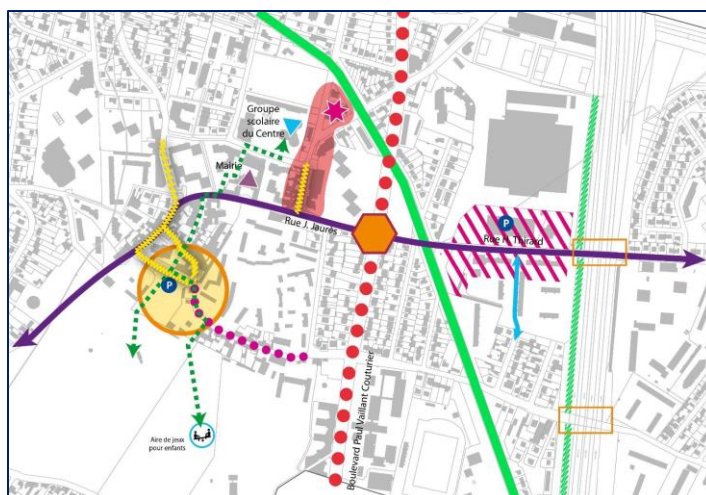 Groupe
scolaire
du Centre
Mairie
Rue J. Jaurès
P
Rue H. Thirard
P
Boulevard Paul Vaillant Couturier
Aire de jeux
pour enfants